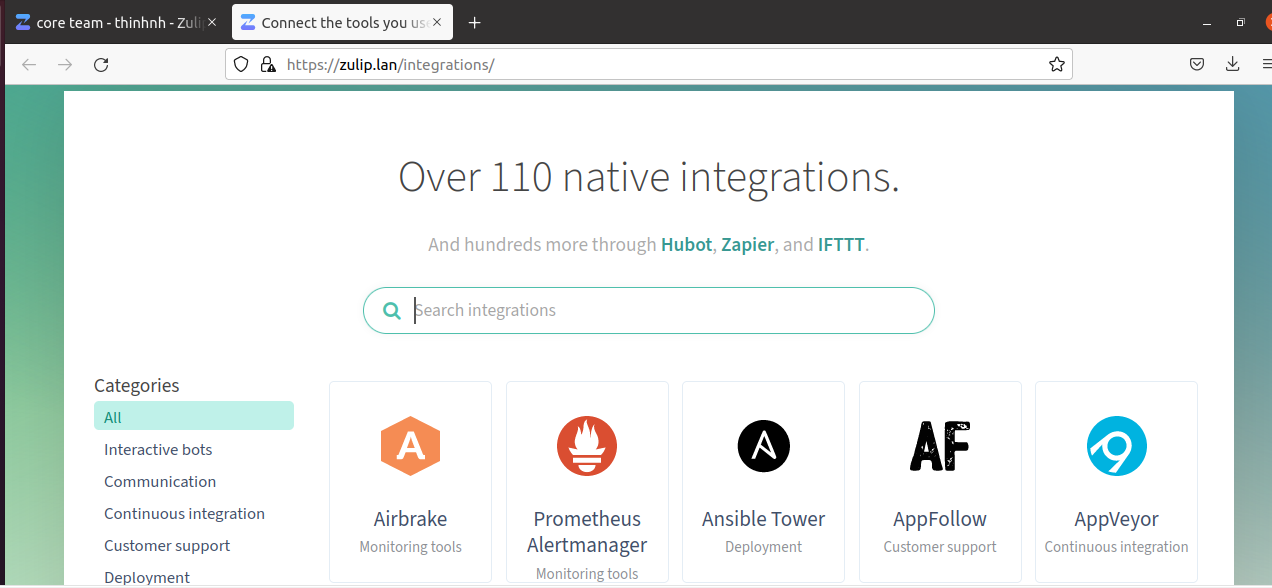 core team - thinhnh - Zuli
Connect the tools you us
https://zulip.lan/integrations/
Over 110 native integrations.
And hundreds more through Hubot, Zapier, and IFTTT.
Search integrations
Categories
All
Interactive bots
Communication
Continuous integration
Customer support
Deployment
A
Airbrake
Monitoring tools
Prometheus
Alertmanager
Monitoring tools
A
Ansible Tower
Deployment
AF
AppFollow
Customer support
AppVeyor
Continuous integration